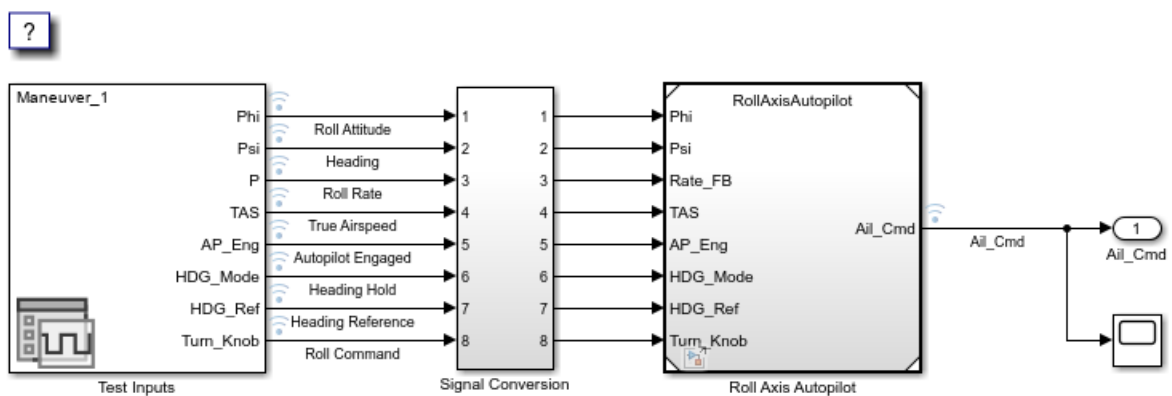 ?
Maneuver_1
Phi
Psi
P
TAS
AP_Eng
HDG_Mode
HDG_Ref
Turn_Knob
Test Inputs
Roll Attitude
Heading
Roll Rate
True Airspeed
Autopilot Engaged
Heading Hold
Heading Reference
Roll Command
1 1
2 2
3 3
4 4
5 5
6 6
7 7
8 8
Signal Conversion
RollAxisAutopilot
Phi
Psi
Rate_FB
TAS
AP_Eng
HDG_Mode
HDG_Ref
Turn_Knob
Ail_Cmd
Roll Axis Autopilot
Ail_Cmd
1
Ail_Cmd